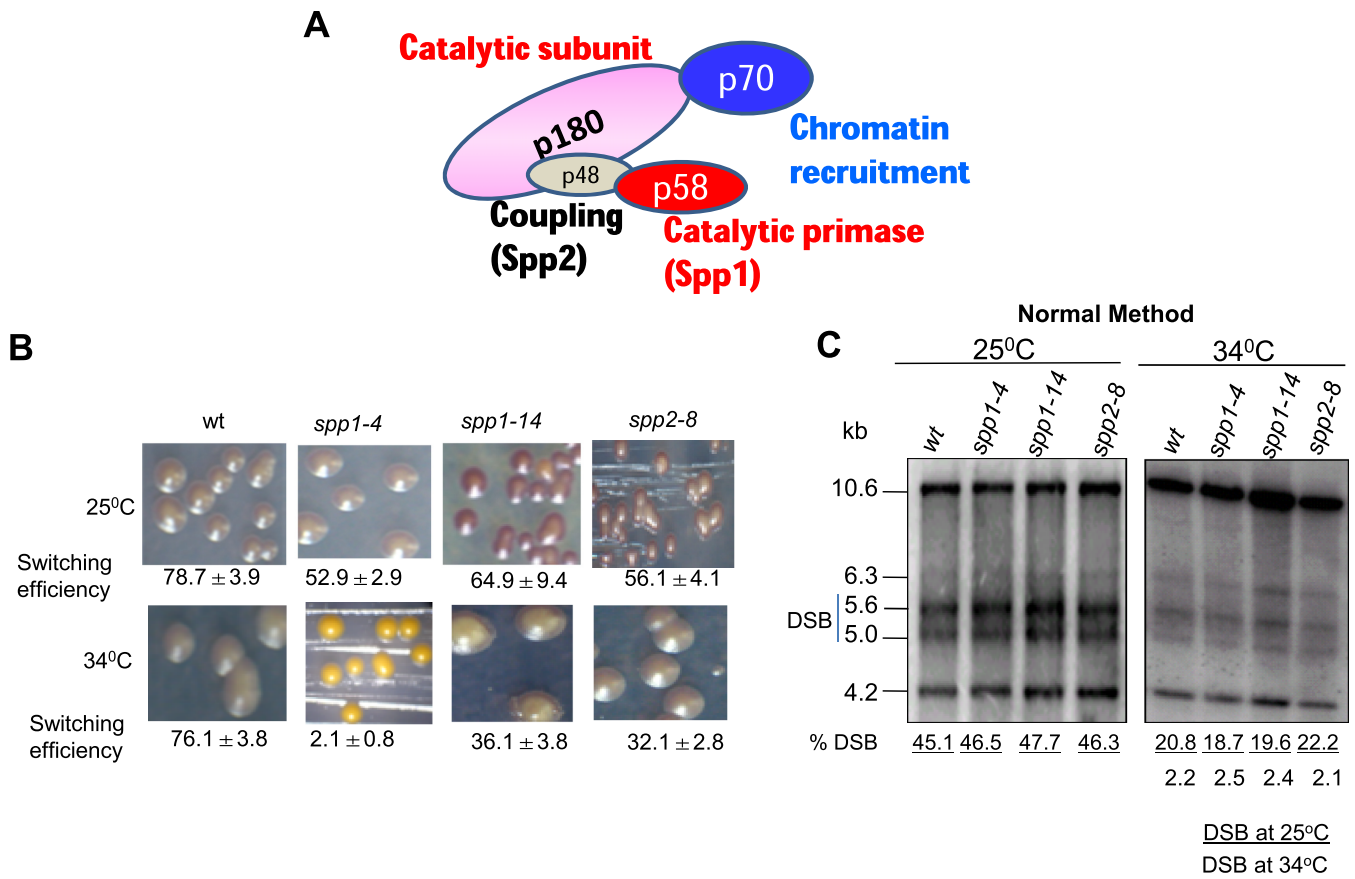 A
Catalytic subunit
p70
p180
Chromatin
recruitment
p48
p58
Coupling
(Spp2)
Catalytic primase
(Spp1)
B
wt spp1-4 spp1-14 spp2-8
25⁰C
Switching
efficiency
78.7 ± 3.9 52.9 ± 2.9 64.9 ± 9.4 56.1 ± 4.1
34⁰C
Switching
efficiency
76.1 ± 3.8 2.1 ± 0.8 36.1 ± 3.8 32.1 ± 2.8
Normal Method
C
25⁰C 34⁰C
kb
wt spp1-4 spp1-14 spp2-8 wt spp1-4 spp1-14 spp2-8
10.6
6.3
5.6
DSB
5.0
4.2
% DSB 45.1 46.5 47.7 46.3 20.8 18.7 19.6 22.2
2.2 2.5 2.4 2.1
DSB at 25ºC
DSB at 34ºC